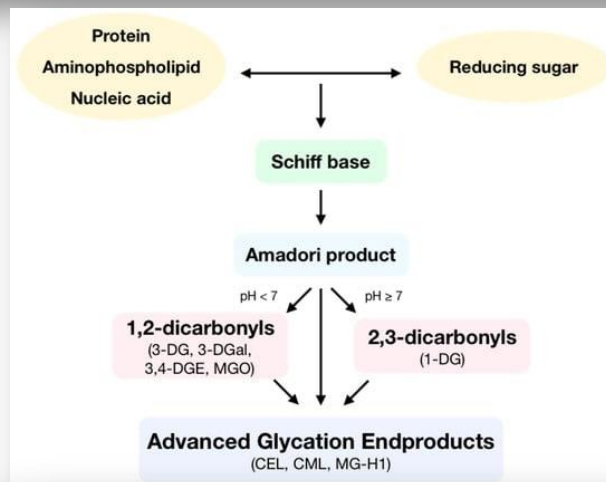 Protein
Aminophospholipid
Nucleic acid
Reducing sugar
Schiff base
Amadori product
pH < 7
pH ≥ 7
1,2-dicarbonyls
(3-DG, 3-DGal,
3,4-DGE, MGO)
2,3-dicarbonyls
(1-DG)
Advanced Glycation Endproducts
(CEL, CML, MG-H1)